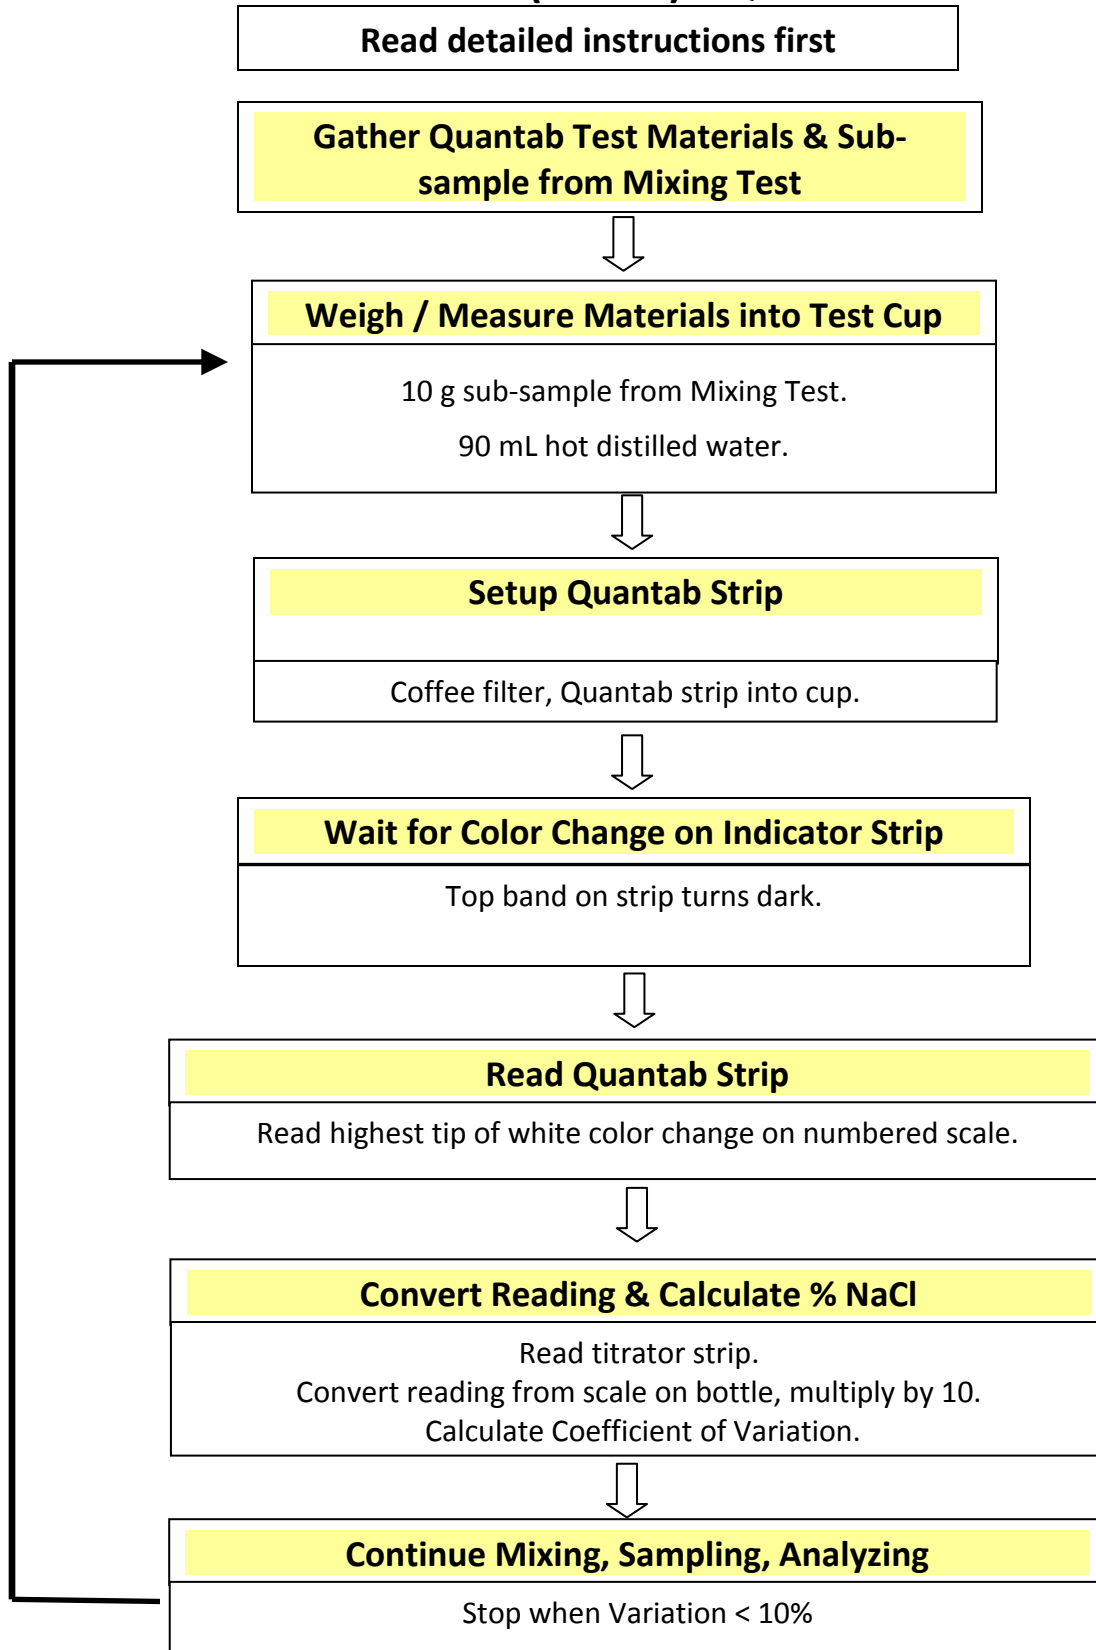 Read detailed instructions first
Gather Quantab Test Materials & Sub-
sample from Mixing Test
Weigh / Measure Materials into Test Cup
10 g sub-sample from Mixing Test.
90 mL hot distilled water.
Setup Quantab Strip
Coffee filter, Quantab strip into cup.
Wait for Color Change on Indicator Strip
Top band on strip turns dark.
Read Quantab Strip
Read highest tip of white color change on numbered scale.
Convert Reading & Calculate % NaCl
Read titrator strip.
Convert reading from scale on bottle, multiply by 10.
Calculate Coefficient of Variation.
Continue Mixing, Sampling, Analyzing
Stop when Variation < 10%